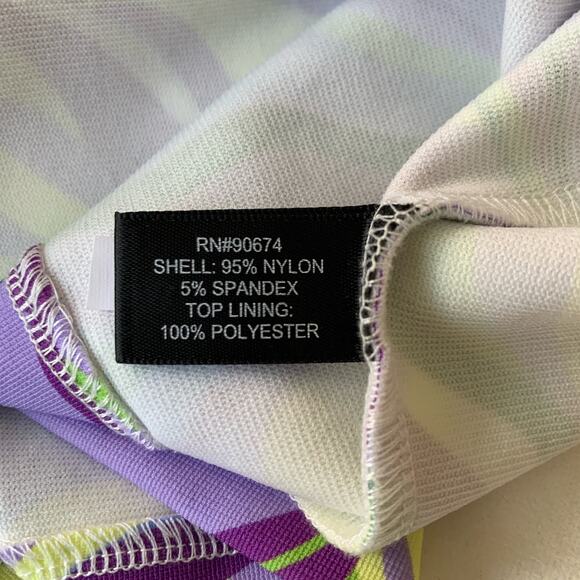 RN#90674
SHELL: 95% NYLON
5% SPANDEX
TOP LINING:
100% POLYESTER